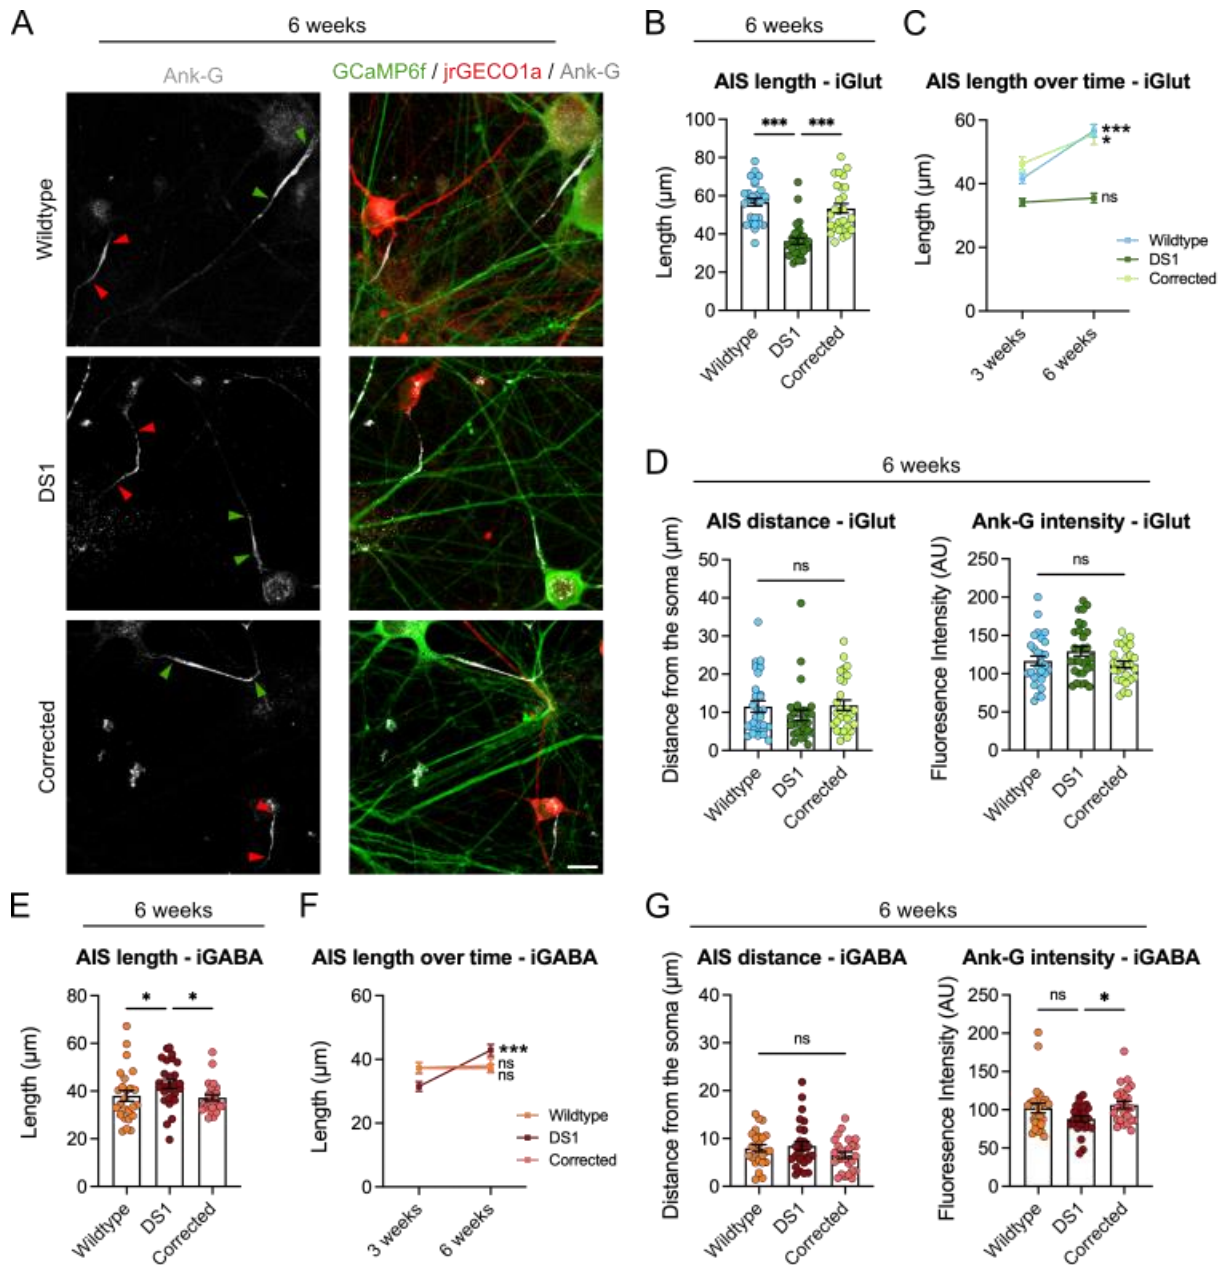 A
6 weeks
Ank-G
GCaMP6f / jrGECO1a / Ank-G
Wildtype
DS1
Corrected
B
6 weeks
AIS length - iGlut
Length (µm)
100
80
60
40
20
0
*** ***
Wildtype
DS1
Corrected
C
AIS length over time - iGlut
Length (µm)
60
40
20
0
***
*
ns
Wildtype
DS1
Corrected
3 weeks
6 weeks
D
6 weeks
AIS distance - iGlut
Distance from the soma (µm)
50
40
30
20
10
0
ns
Wildtype
DS1
Corrected
Ank-G intensity - iGlut
Fluoresence Intensity (AU)
250
200
150
100
50
0
ns
Wildtype
DS1
Corrected
E
6 weeks
AIS length - iGABA
Length (µm)
80
60
40
20
0
* *
Wildtype
DS1
Corrected
F
AIS length over time - iGABA
Length (µm)
60
40
20
0
***
ns
ns
Wildtype
DS1
Corrected
3 weeks
6 weeks
G
6 weeks
AIS distance - iGABA
Distance from the soma (µm)
40
30
20
10
0
ns
Wildtype
DS1
Corrected
Ank-G intensity - iGABA
Fluoresence Intensity (AU)
250
200
150
100
50
0
ns *
Wildtype
DS1
Corrected